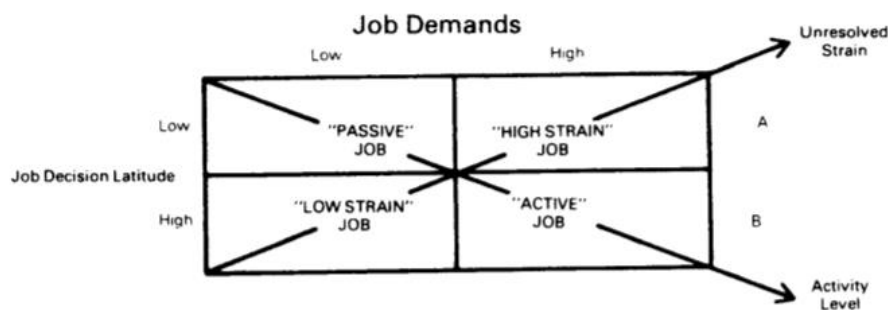 Job Demands
Unresolved
Strain
Low
High
Low
"PASSIVE"
JOB
"HIGH STRAIN"
JOB
A
Job Decision Latitude
High
"LOW STRAIN"
JOB
"ACTIVE"
JOB
B
Activity
Level